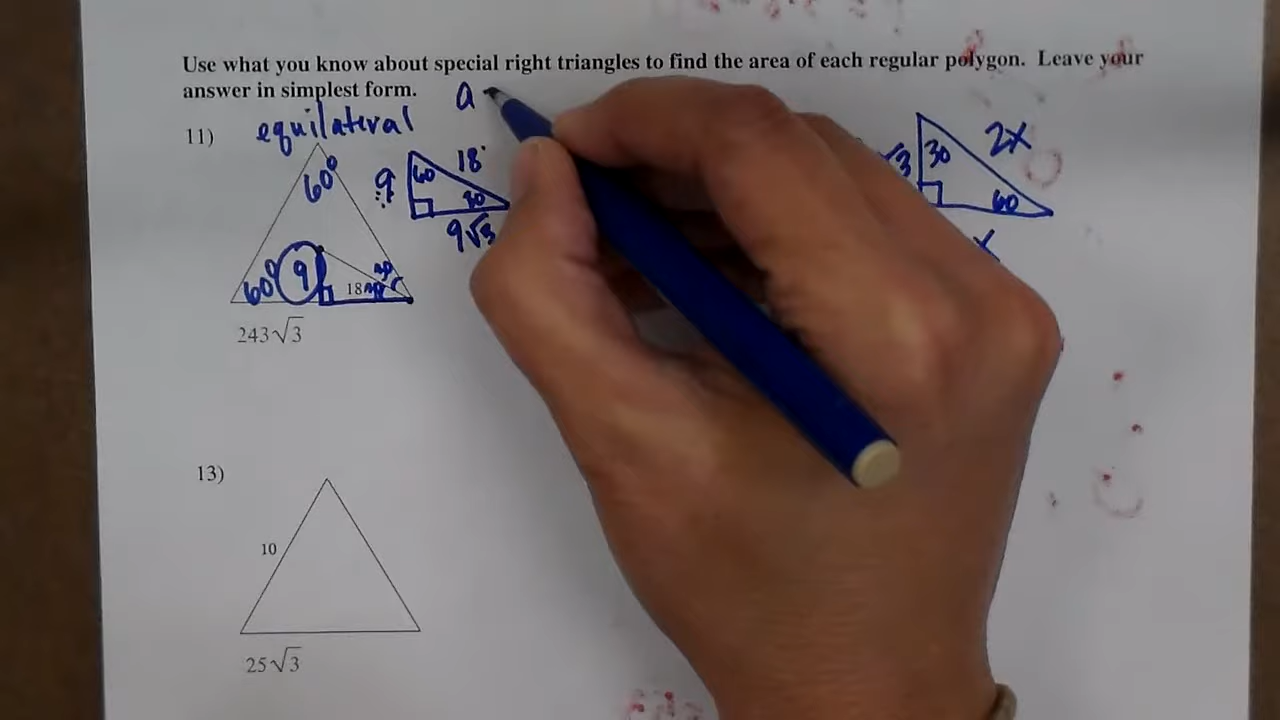 Use what you know about special right triangles to find the area of each regular polygon. Leave your
answer in simplest form.
a
11) equilateral
60°
9
60
18
30
9√3
60°
9
18
30
243√3
√3
30
2x
60
x
13)
10
25√3